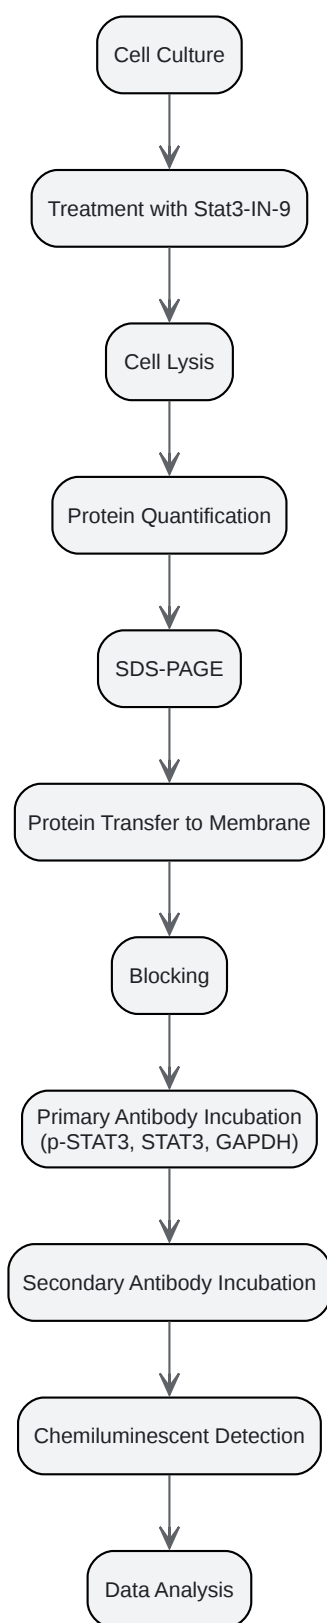 Cell Culture
Treatment with Stat3-IN-9
Cell Lysis
Protein Quantification
SDS-PAGE
Protein Transfer to Membrane
Blocking
Primary Antibody Incubation
(p-STAT3, STAT3, GAPDH)
Secondary Antibody Incubation
Chemiluminescent Detection
Data Analysis